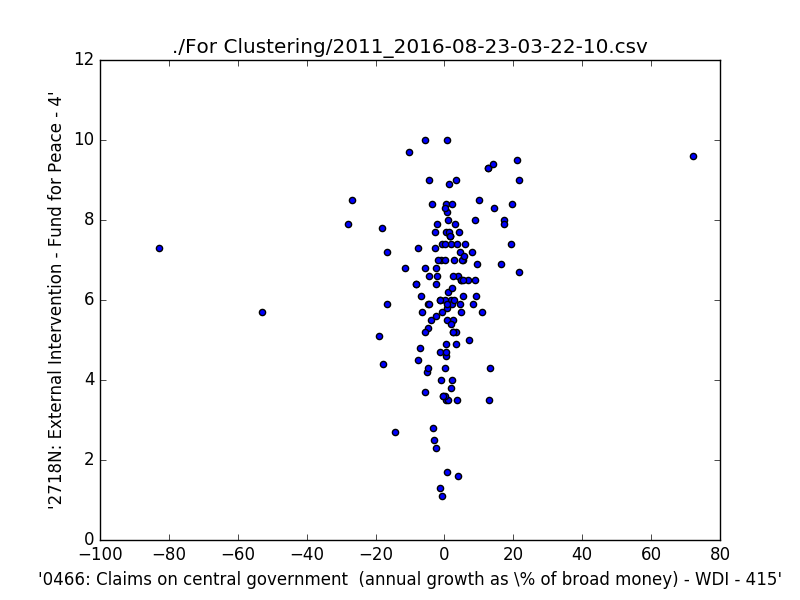 ./For Clustering/2011_2016-08-23-03-22-10.csv
12
10
8
6
4
2
0
'2718N: External Intervention - Fund for Peace - 4'
−100 −80 −60 −40 −20 0 20 40 60 80
'0466: Claims on central government  (annual growth as \% of broad money) - WDI - 415'